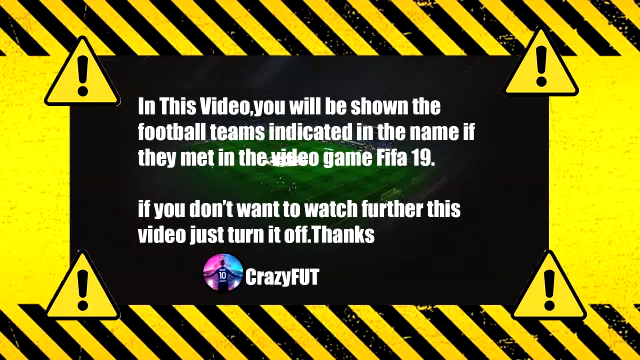 In This Video,you will be shown the
football teams indicated in the name if
they met in the video game Fifa 19.
if you don't want to watch further this
video just turn it off.Thanks
10
CrazyFUT